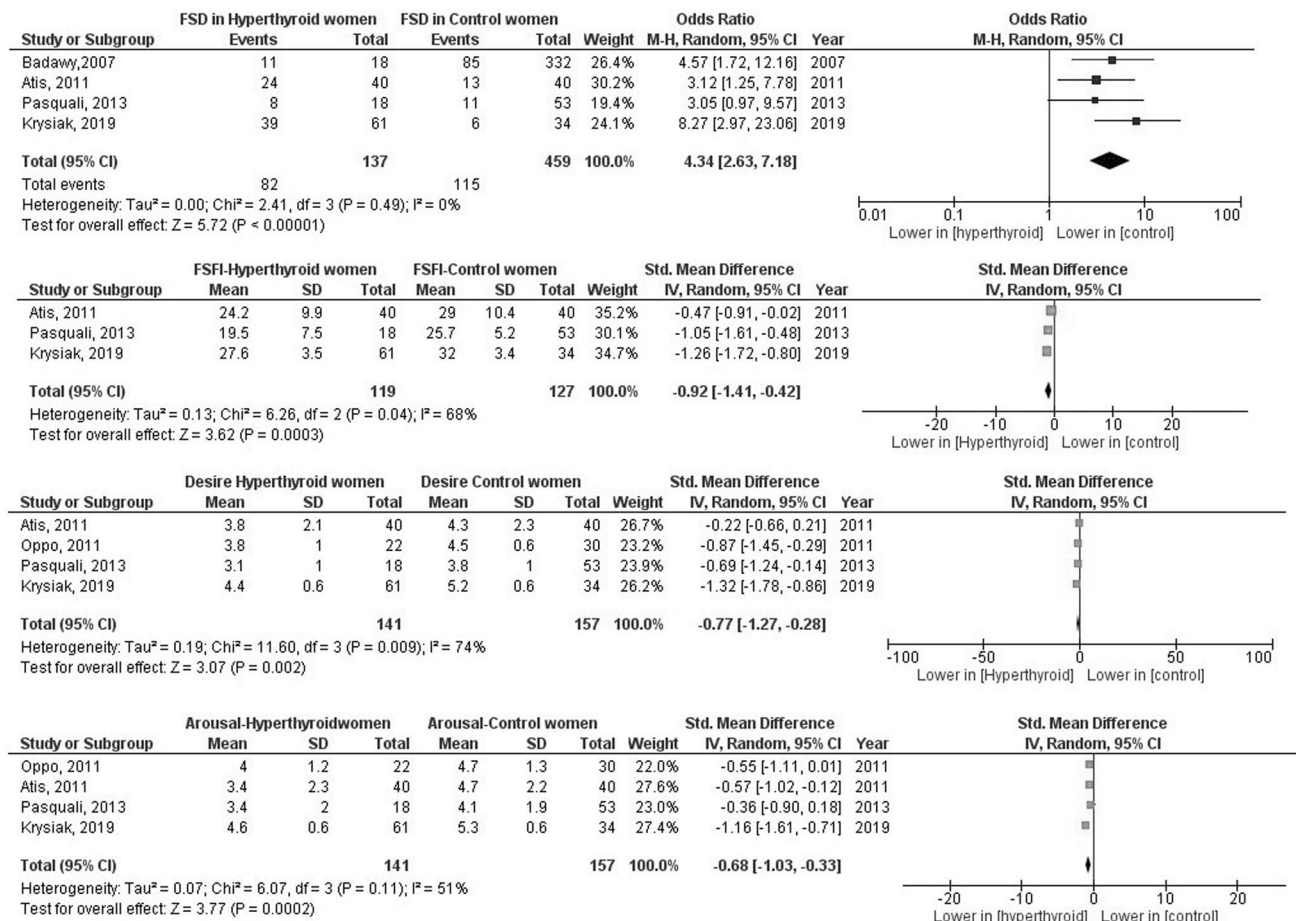 FSD in Hyperthyroid women FSD in Control women Odds Ratio Odds Ratio
Study or Subgroup Events Total Events Total Weight M-H, Random, 95% CI Year M-H, Random, 95% CI
Badawy,2007 11 18 85 332 26.4% 4.57 [1.72, 12.16] 2007
Atis, 2011 24 40 13 40 30.2% 3.12 [1.25, 7.78] 2011
Pasquali, 2013 8 18 11 53 19.4% 3.05 [0.97, 9.57] 2013
Krysiak, 2019 39 61 6 34 24.1% 8.27 [2.97, 23.06] 2019
Total (95% CI) 137 459 100.0% 4.34 [2.63, 7.18]
Total events 82 115
Heterogeneity: Tau² = 0.00; Chi² = 2.41, df = 3 (P = 0.49); I² = 0%
Test for overall effect: Z = 5.72 (P < 0.00001)
0.01 0.1 1 10 100
Lower in [hyperthyroid] Lower in [control]
FSFI-Hyperthyroid women FSFI-Control women Std. Mean Difference Std. Mean Difference
Study or Subgroup Mean SD Total Mean SD Total Weight IV, Random, 95% CI Year IV, Random, 95% CI
Atis, 2011 24.2 9.9 40 29 10.4 40 35.2% -0.47 [-0.91, -0.02] 2011
Pasquali, 2013 19.5 7.5 18 25.7 5.2 53 30.1% -1.05 [-1.61, -0.48] 2013
Krysiak, 2019 27.6 3.5 61 32 3.4 34 34.7% -1.26 [-1.72, -0.80] 2019
Total (95% CI) 119 127 100.0% -0.92 [-1.41, -0.42]
Heterogeneity: Tau² = 0.13; Chi² = 6.26, df = 2 (P = 0.04); I² = 68%
Test for overall effect: Z = 3.62 (P = 0.0003)
-20 -10 0 10 20
Lower in [Hyperthyroid] Lower in [control]
Desire Hyperthyroid women Desire Control women Std. Mean Difference Std. Mean Difference
Study or Subgroup Mean SD Total Mean SD Total Weight IV, Random, 95% CI Year IV, Random, 95% CI
Atis, 2011 3.8 2.1 40 4.3 2.3 40 26.7% -0.22 [-0.66, 0.21] 2011
Oppo, 2011 3.8 1 22 4.5 0.6 30 23.2% -0.87 [-1.45, -0.29] 2011
Pasquali, 2013 3.1 1 18 3.8 1 53 23.9% -0.69 [-1.24, -0.14] 2013
Krysiak, 2019 4.4 0.6 61 5.2 0.6 34 26.2% -1.32 [-1.78, -0.86] 2019
Total (95% CI) 141 157 100.0% -0.77 [-1.27, -0.28]
Heterogeneity: Tau² = 0.19; Chi² = 11.60, df = 3 (P = 0.009); I² = 74%
Test for overall effect: Z = 3.07 (P = 0.002)
-100 -50 0 50 100
Lower in [Hyperthyroid] Lower in [control]
Arousal-Hyperthyroidwomen Arousal-Control women Std. Mean Difference Std. Mean Difference
Study or Subgroup Mean SD Total Mean SD Total Weight IV, Random, 95% CI Year IV, Random, 95% CI
Oppo, 2011 4 1.2 22 4.7 1.3 30 22.0% -0.55 [-1.11, 0.01] 2011
Atis, 2011 3.4 2.3 40 4.7 2.2 40 27.6% -0.57 [-1.02, -0.12] 2011
Pasquali, 2013 3.4 2 18 4.1 1.9 53 23.0% -0.36 [-0.90, 0.18] 2013
Krysiak, 2019 4.6 0.6 61 5.3 0.6 34 27.4% -1.16 [-1.61, -0.71] 2019
Total (95% CI) 141 157 100.0% -0.68 [-1.03, -0.33]
Heterogeneity: Tau² = 0.07; Chi² = 6.07, df = 3 (P = 0.11); I² = 51%
Test for overall effect: Z = 3.77 (P = 0.0002)
-20 -10 0 10 20
Lower in [hyperthyroid] Lower in [control]